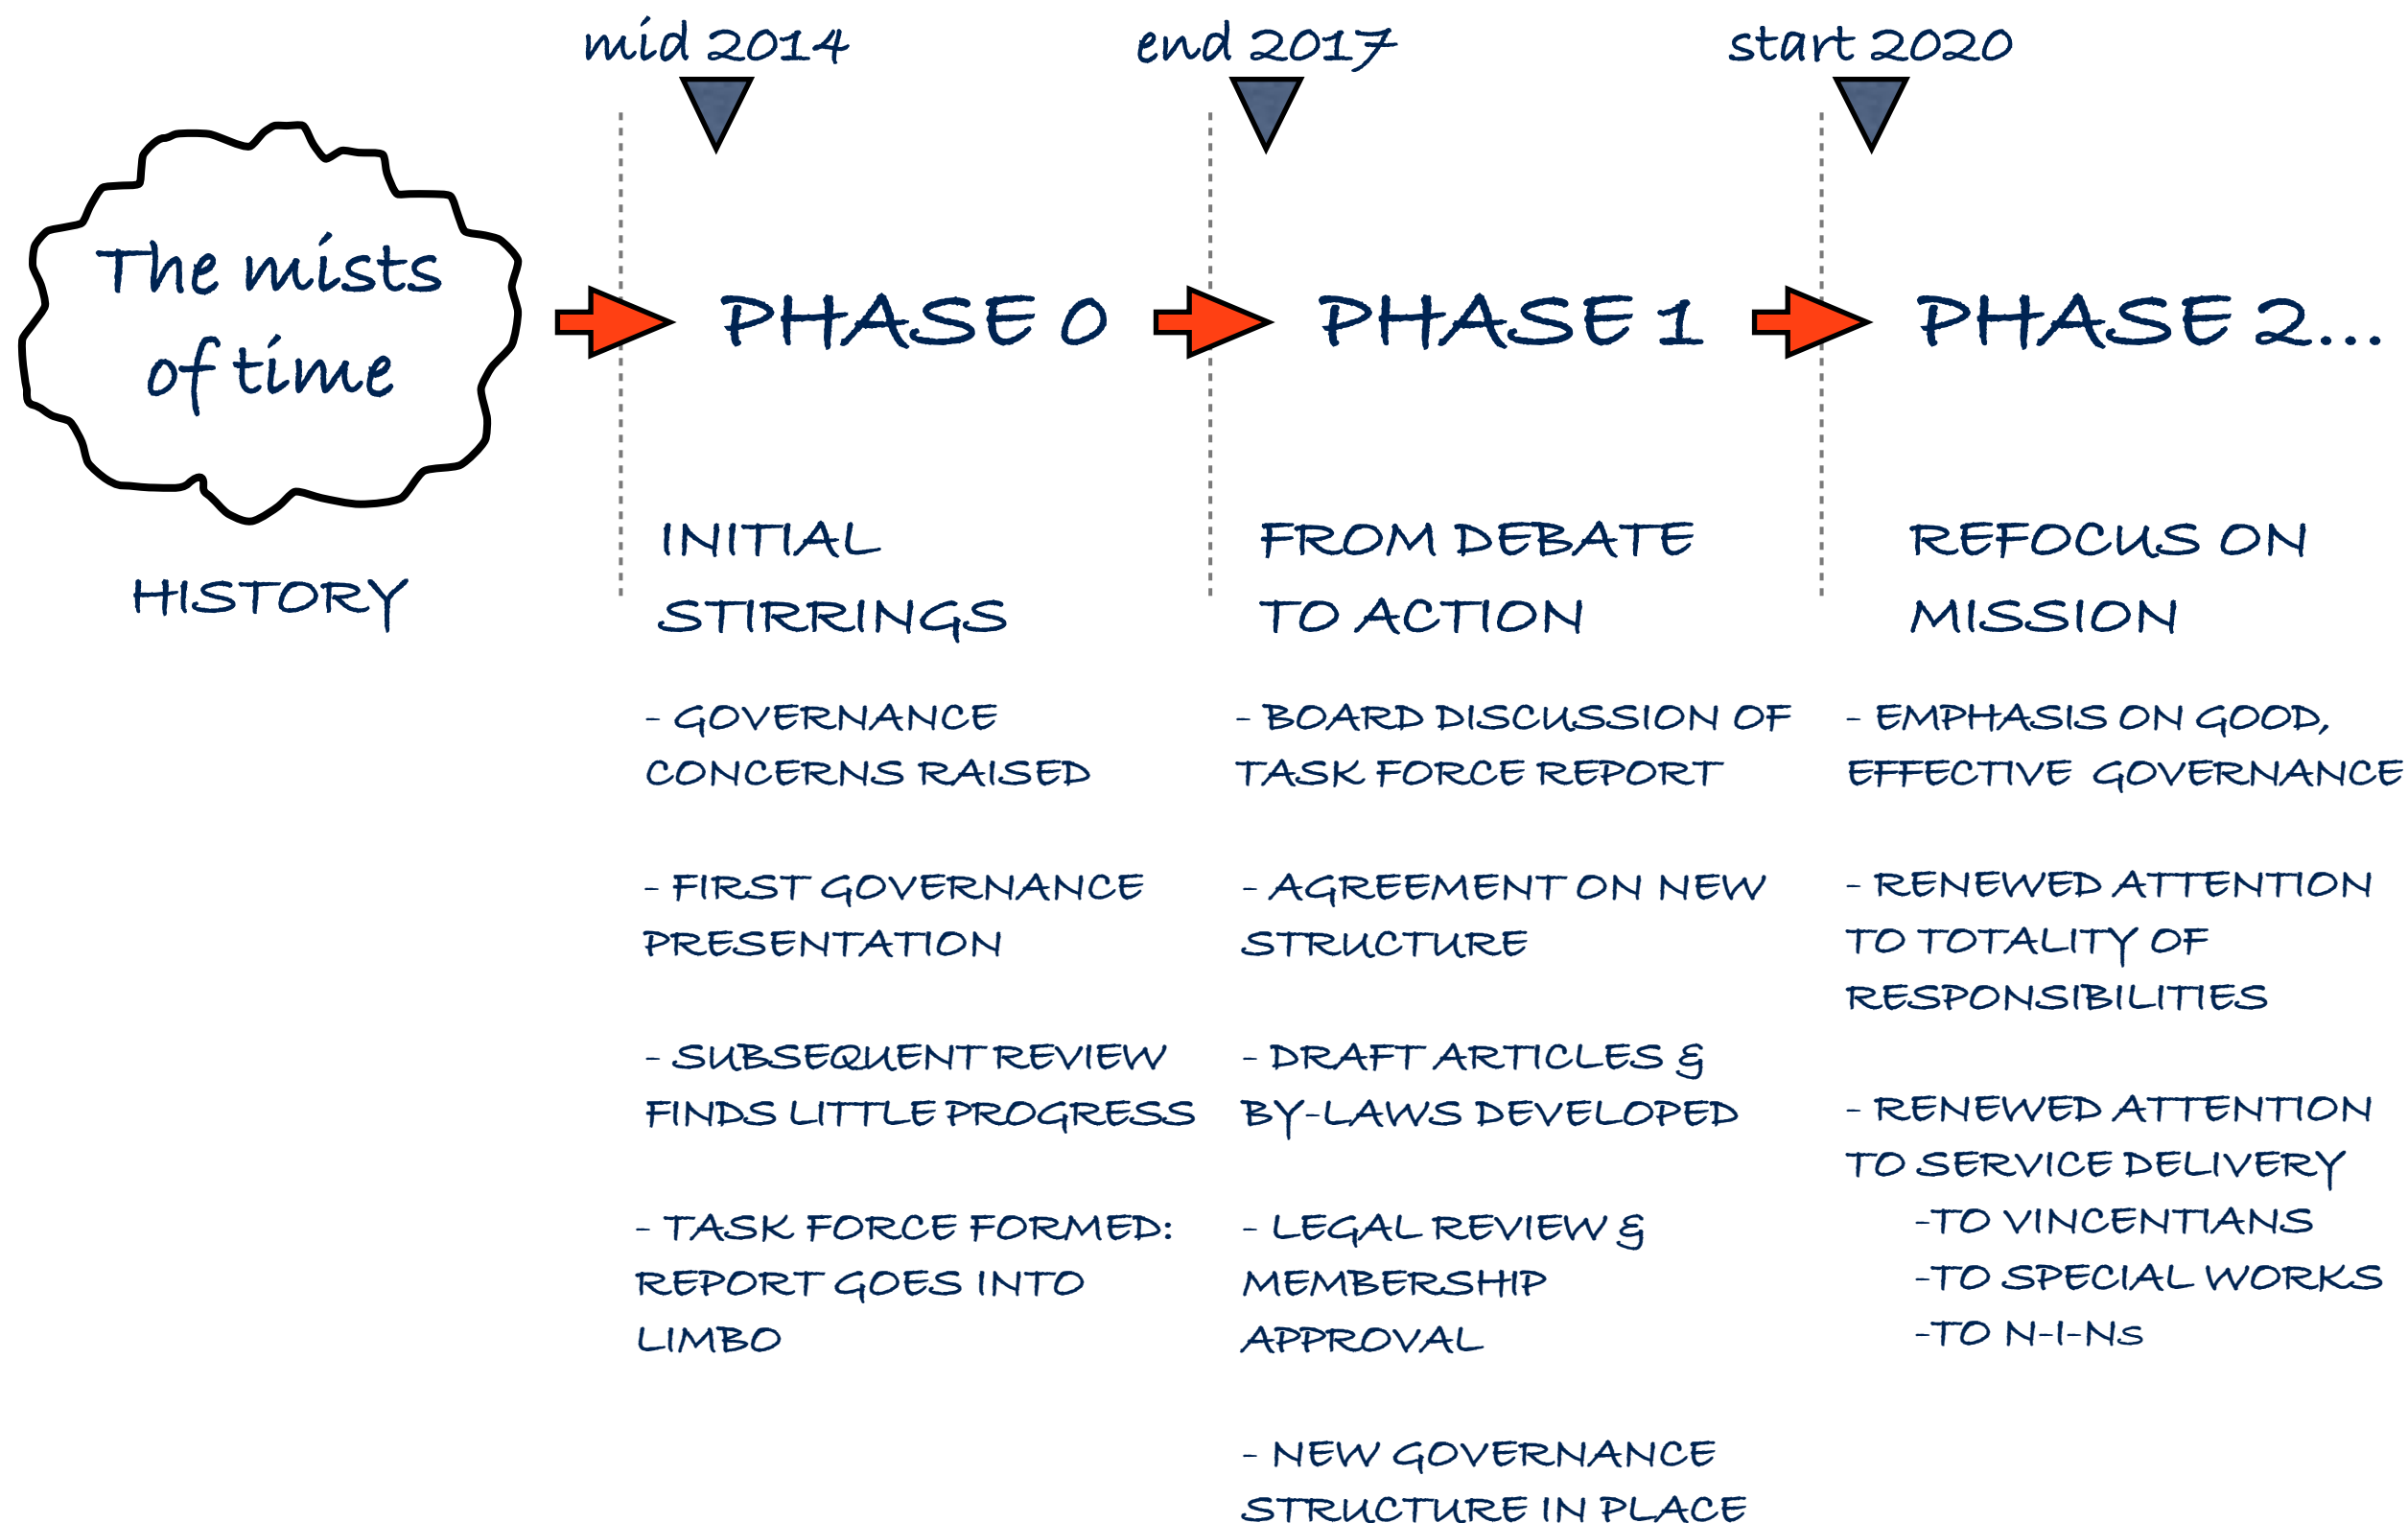 mid 2014
end 2017
start 2020
The mists
of time
PHASE 0
PHASE 1
PHASE 2...
HISTORY
INITIAL
STIRRINGS
FROM DEBATE
TO ACTION
REFOCUS ON
MISSION
- GOVERNANCE
CONCERNS RAISED
- FIRST GOVERNANCE
PRESENTATION
- SUBSEQUENT REVIEW
FINDS LITTLE PROGRESS
- TASK FORCE FORMED:
REPORT GOES INTO
LIMBO
- BOARD DISCUSSION OF
TASK FORCE REPORT
- AGREEMENT ON NEW
STRUCTURE
- DRAFT ARTICLES &
BY-LAWS DEVELOPED
- LEGAL REVIEW &
MEMBERSHIP
APPROVAL
- NEW GOVERNANCE
STRUCTURE IN PLACE
- EMPHASIS ON GOOD,
EFFECTIVE GOVERNANCE
- RENEWED ATTENTION
TO TOTALITY OF
RESPONSIBILITIES
- RENEWED ATTENTION
TO SERVICE DELIVERY
-TO VINCENTIANS
-TO SPECIAL WORKS
-TO N-I-Ns